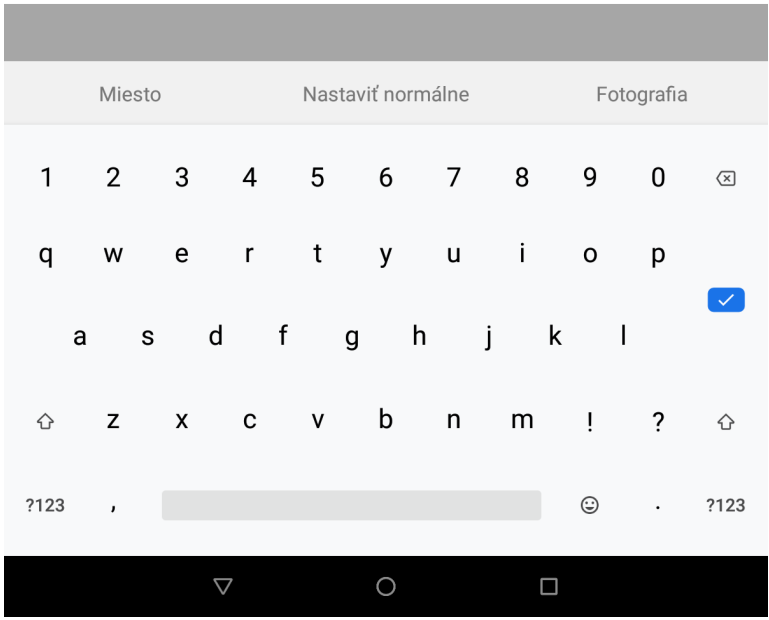 Miesto Nastaviť normálne Fotografia
1 2 3 4 5 6 7 8 9 0
q w e r t y u i o p
a s d f g h j k l
z x c v b n m ! ?
?123 , . ?123